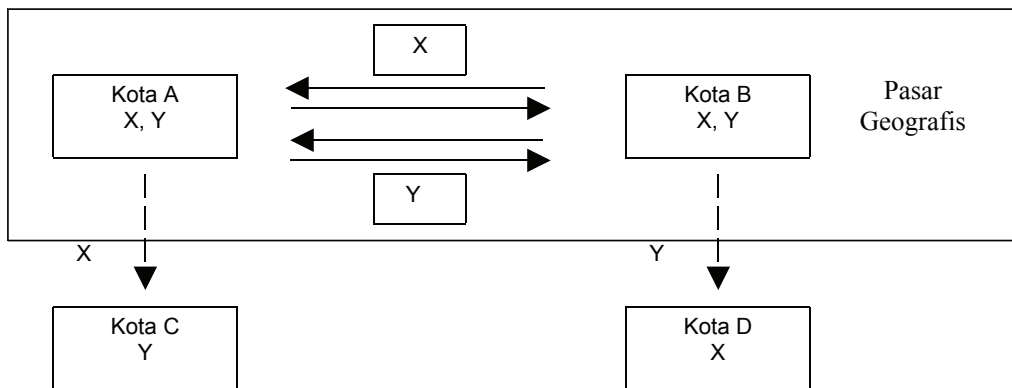 X
Kota A
X, Y
Kota B
X, Y
Pasar
Geografis
Y
X
Y
Kota C
Y
Kota D
X